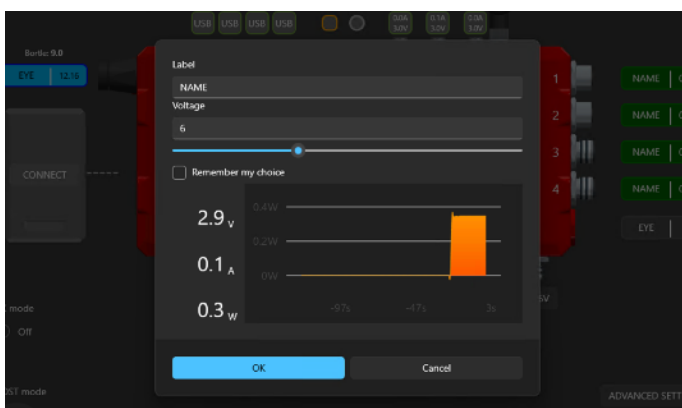 USB USB USB USB
0.0A 0.1A 0.0A
3.0V 3.0V 3.0V
9.0
EYE 12.1
Label
NAME
Voltage
6
Remember my choice
2.9 V
0.1 A
0.3 W
0.4W
0.2W
0W
-97s -47s 3s
OK Cancel
CONNECT
mode
Off
mode
1
2
3
4
NAME
NAME
NAME
NAME
EYE
ADVANCED SETT